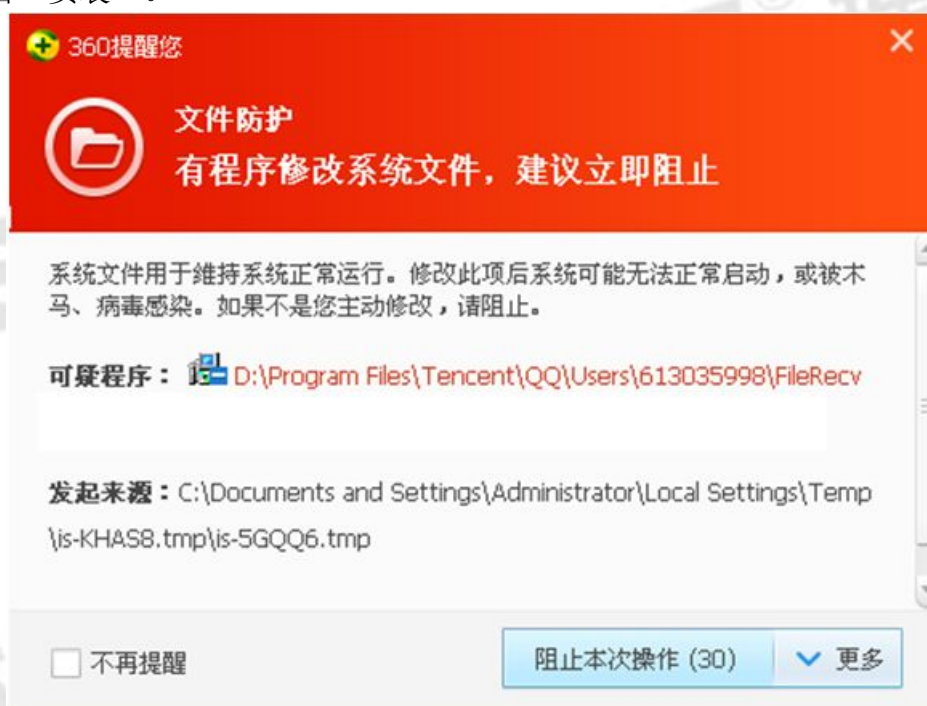 360提醒您
文件防护
有程序修改系统文件，建议立即阻止
系统文件用于维持系统正常运行。修改此项后系统可能无法正常启动，或被木
马、病毒感染。如果不是您主动修改，请阻止。
可疑程序： D:\Program Files\Tencent\QQ\Users\613035998\FileRecv
发起来源：C:\Documents and Settings\Administrator\Local Settings\Temp
\is-KHAS8.tmp\is-5GQQ6.tmp
不再提醒
阻止本次操作 (30)
更多